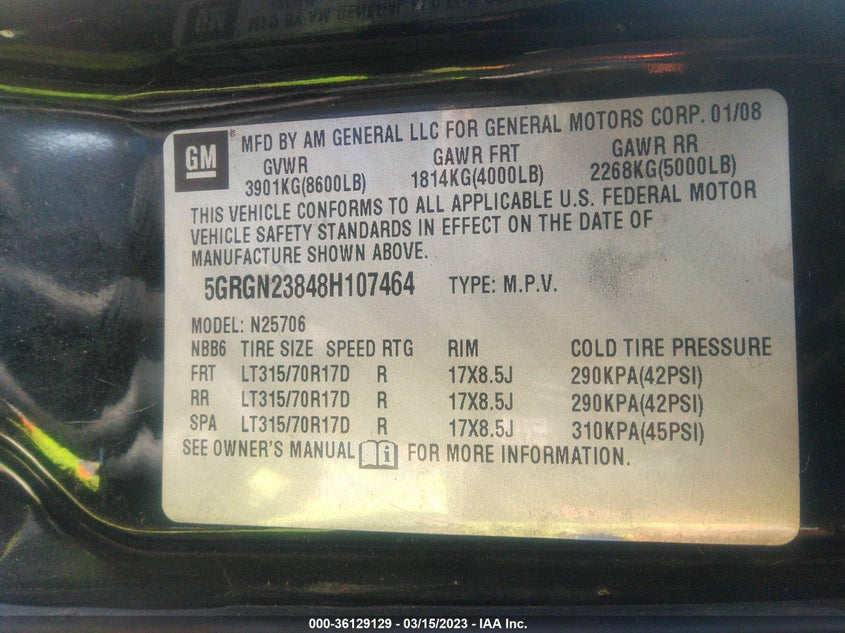 GM
MFD BY AM GENERAL LLC FOR GENERAL MOTORS CORP. 01/08
GVWR GAWR FRT GAWR RR
3901KG(8600LB) 1814KG(4000LB) 2268KG(5000LB)
THIS VEHICLE CONFORMS TO ALL APPLICABLE U.S. FEDERAL MOTOR
VEHICLE SAFETY STANDARDS IN EFFECT ON THE DATE OF
MANUFACTURE SHOWN ABOVE.
5GRGN23848H107464 TYPE: M.P.V.
MODEL: N25706
NBB6 TIRE SIZE SPEED RTG RIM COLD TIRE PRESSURE
FRT LT315/70R17D R 17X8.5J 290KPA(42PSI)
RR LT315/70R17D R 17X8.5J 290KPA(42PSI)
SPA LT315/70R17D R 17X8.5J 310KPA(45PSI)
SEE OWNER'S MANUAL i FOR MORE INFORMATION.
000-36129129 - 03/15/2023 - IAA Inc.